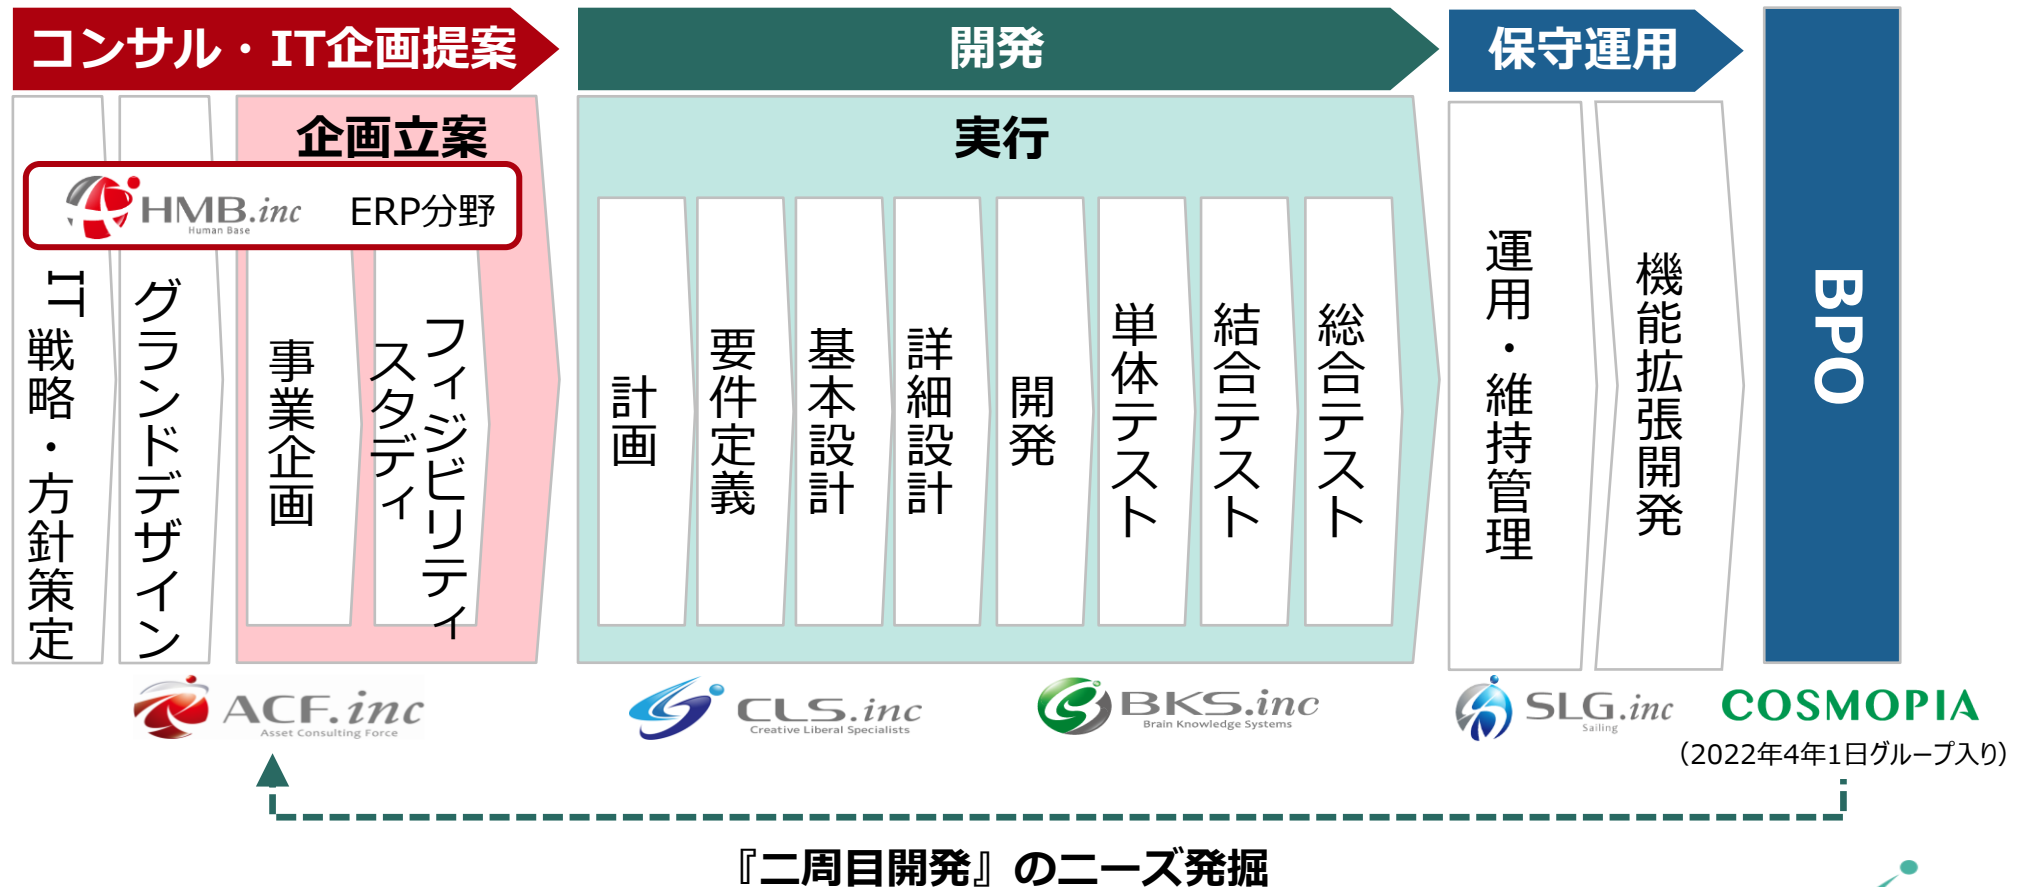 コンサル・IT企画提案
開発
保守運用
BPO
企画立案
実行
HMB.inc
Human Base
ERP分野
IT戦略・方針策定
グランドデザイン
事業企画
フィジビリティ
スタディ
計画
要件定義
基本設計
詳細設計
開発
単体テスト
結合テスト
総合テスト
運用・維持管理
機能拡張開発
ACF.inc
Asset Consulting Force
CLS.inc
Creative Liberal Specialists
BKS.inc
Brain Knowledge Systems
SLG.inc
Sailing
COSMOPIA
（2022年4年1日グループ入り）
『二周目開発』のニーズ発掘